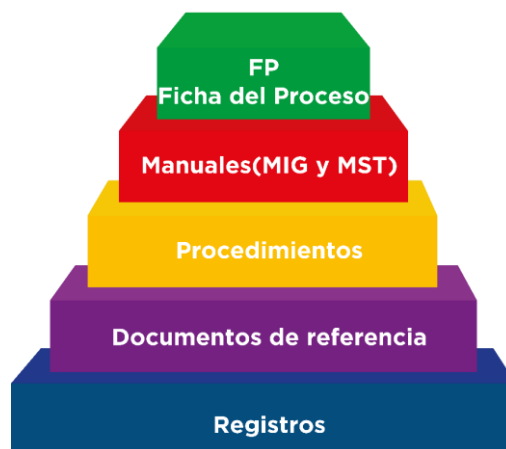 FP
Ficha del Proceso
Manuales(MIG y MST)
Procedimientos
Documentos de referencia
Registros